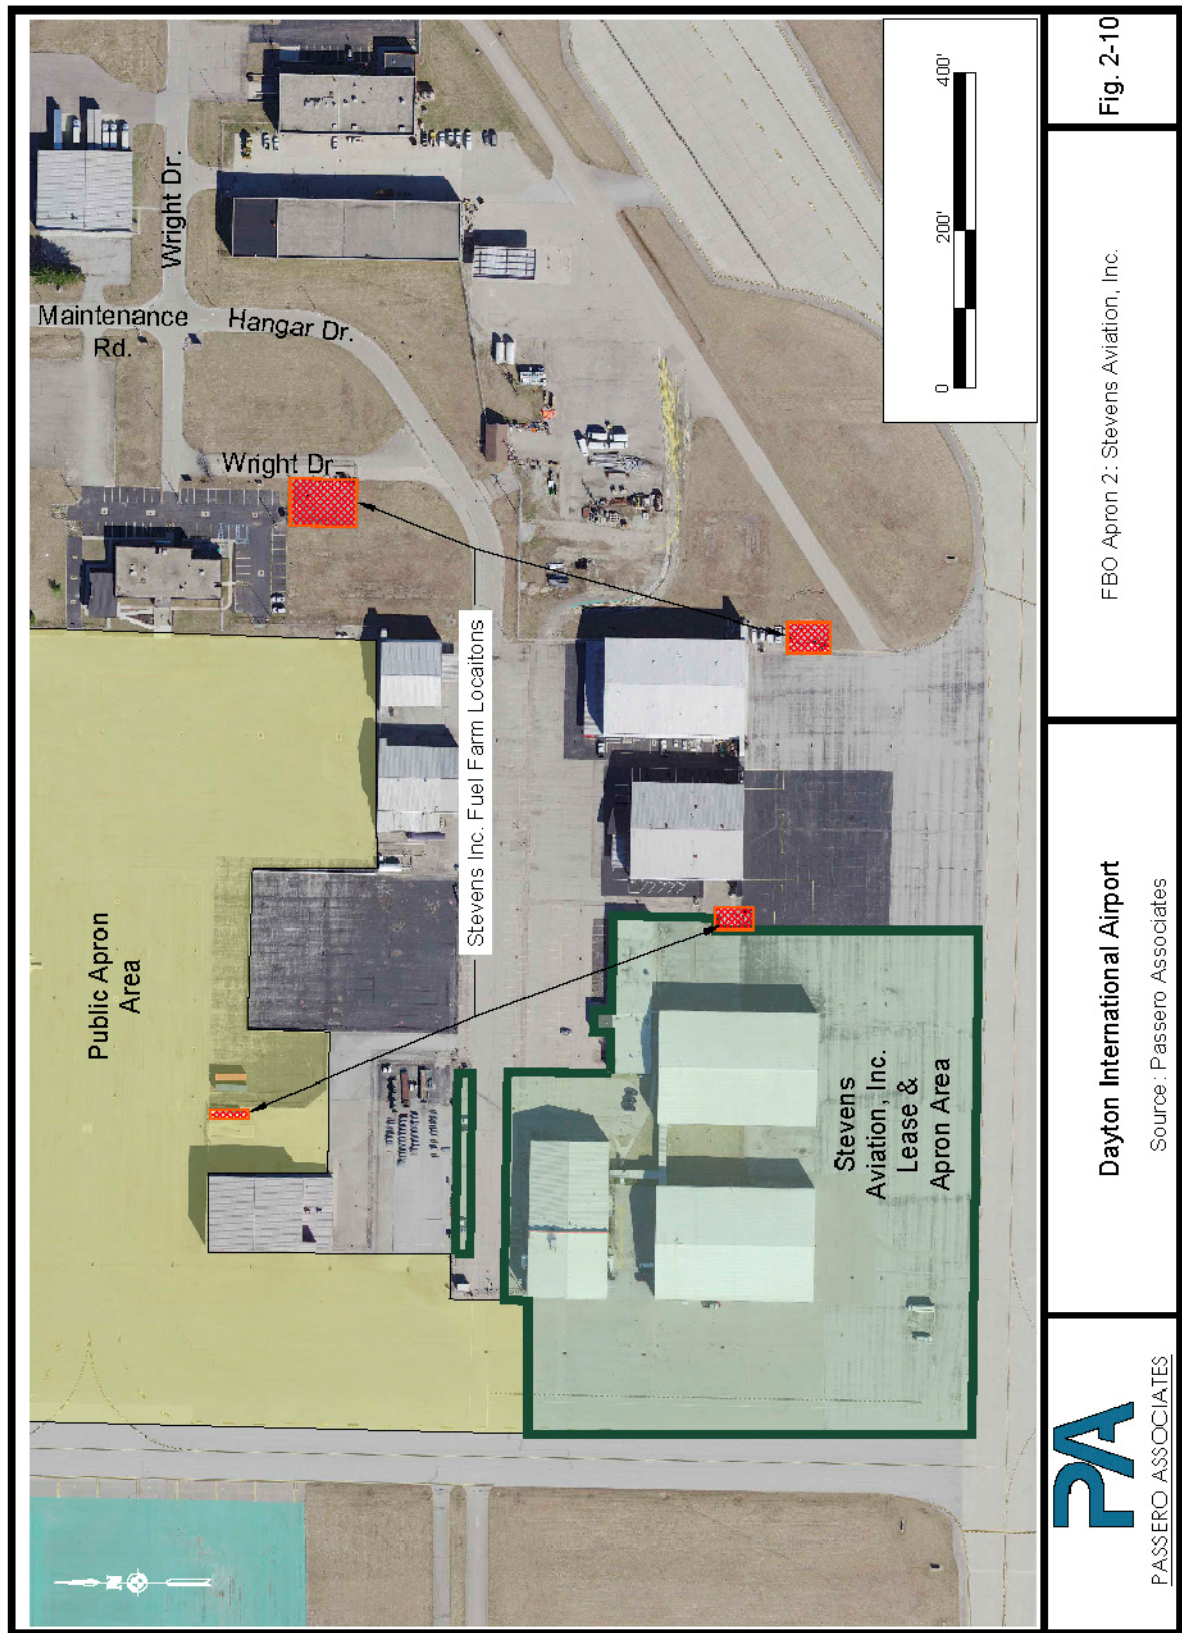 Maintenance
Rd.
Wright Dr.
Hangar Dr.
Wright Dr.
Public Apron
Area
Stevens Inc. Fuel Farm Locaitons
Stevens
Aviation, Inc.
Lease &
Apron Area
0
200'
400'
N
PA
PASSERO ASSOCIATES
Dayton International Airport
Source: Passero Associates
FBO Apron 2: Stevens Aviation, Inc.
Fig. 2-10